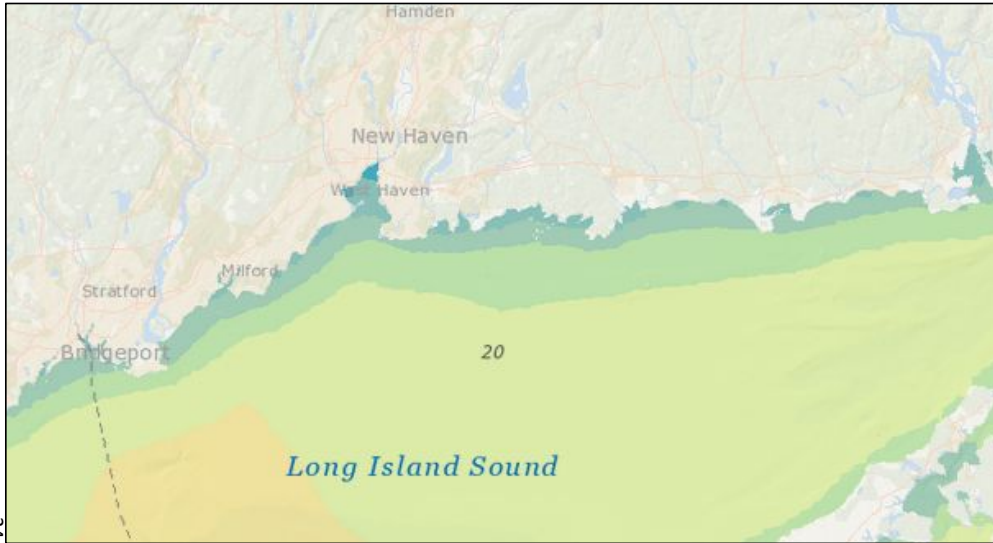 Hamden
New Haven
West Haven
Milford
Stratford
Bridgeport
20
Long Island Sound